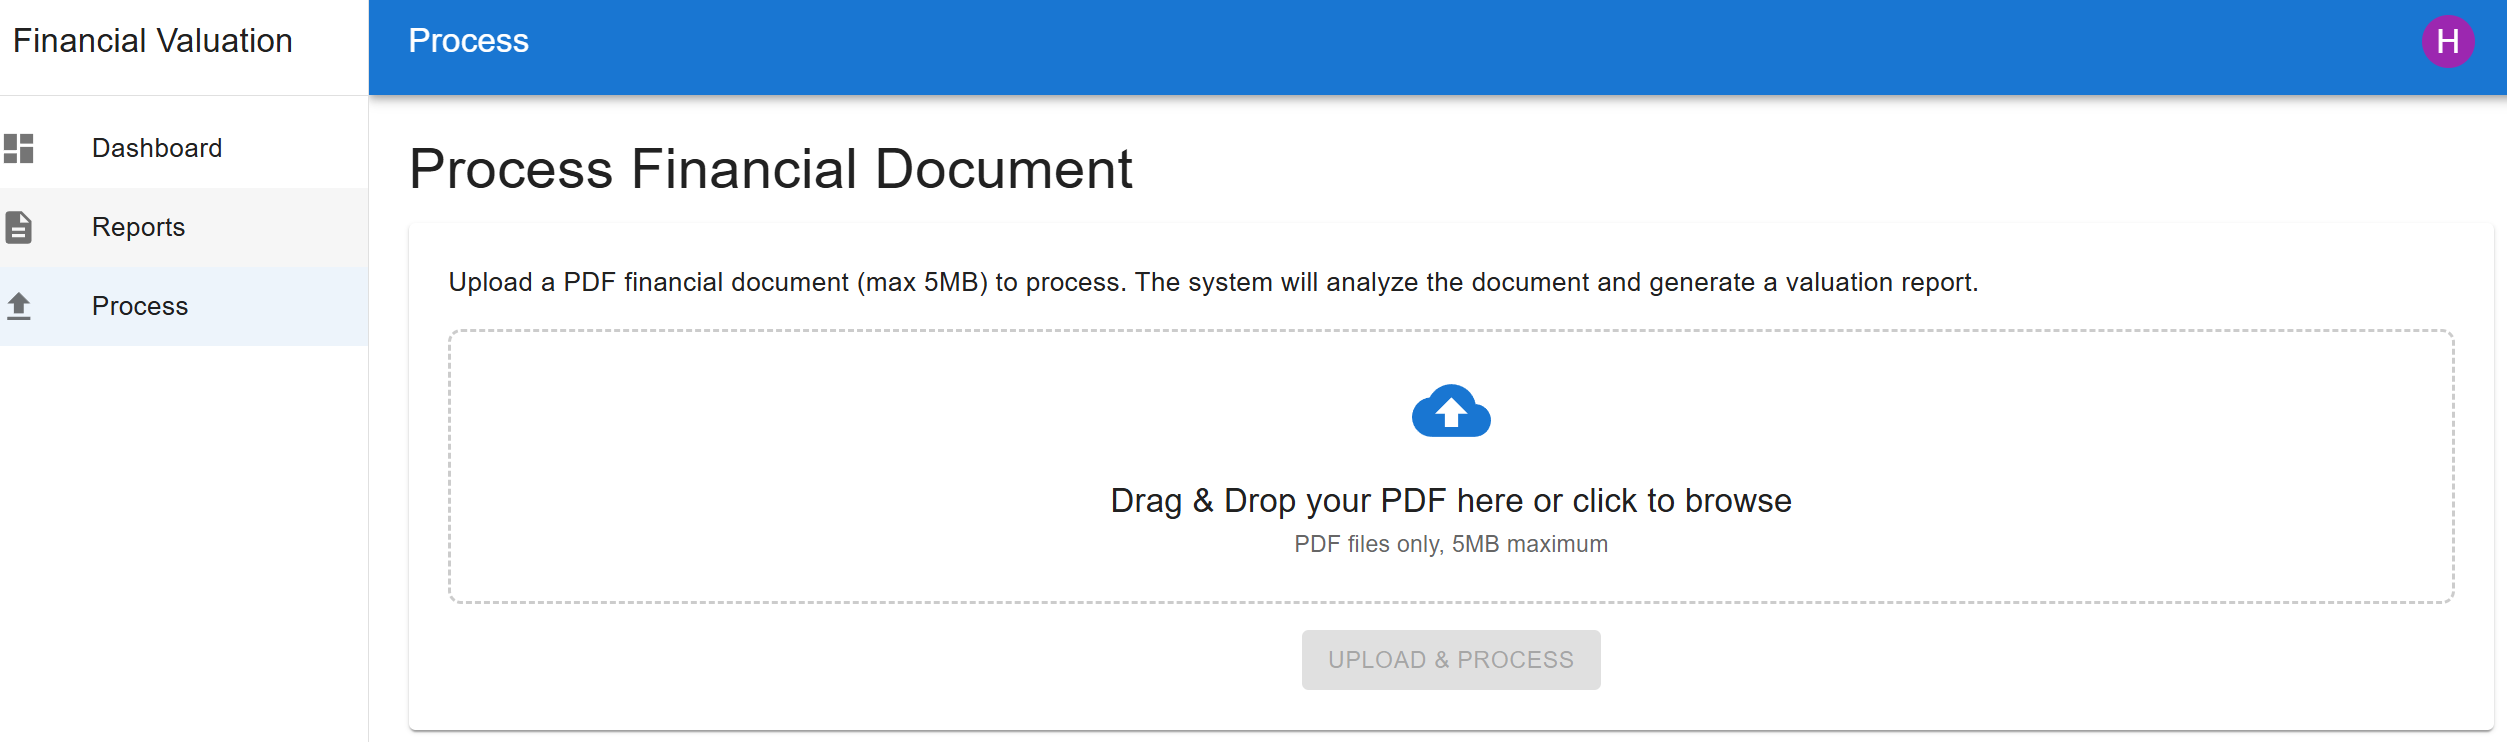 Financial Valuation
Process
H
Dashboard
Reports
Process
Process Financial Document
Upload a PDF financial document (max 5MB) to process. The system will analyze the document and generate a valuation report.
Drag & Drop your PDF here or click to browse
PDF files only, 5MB maximum
UPLOAD & PROCESS